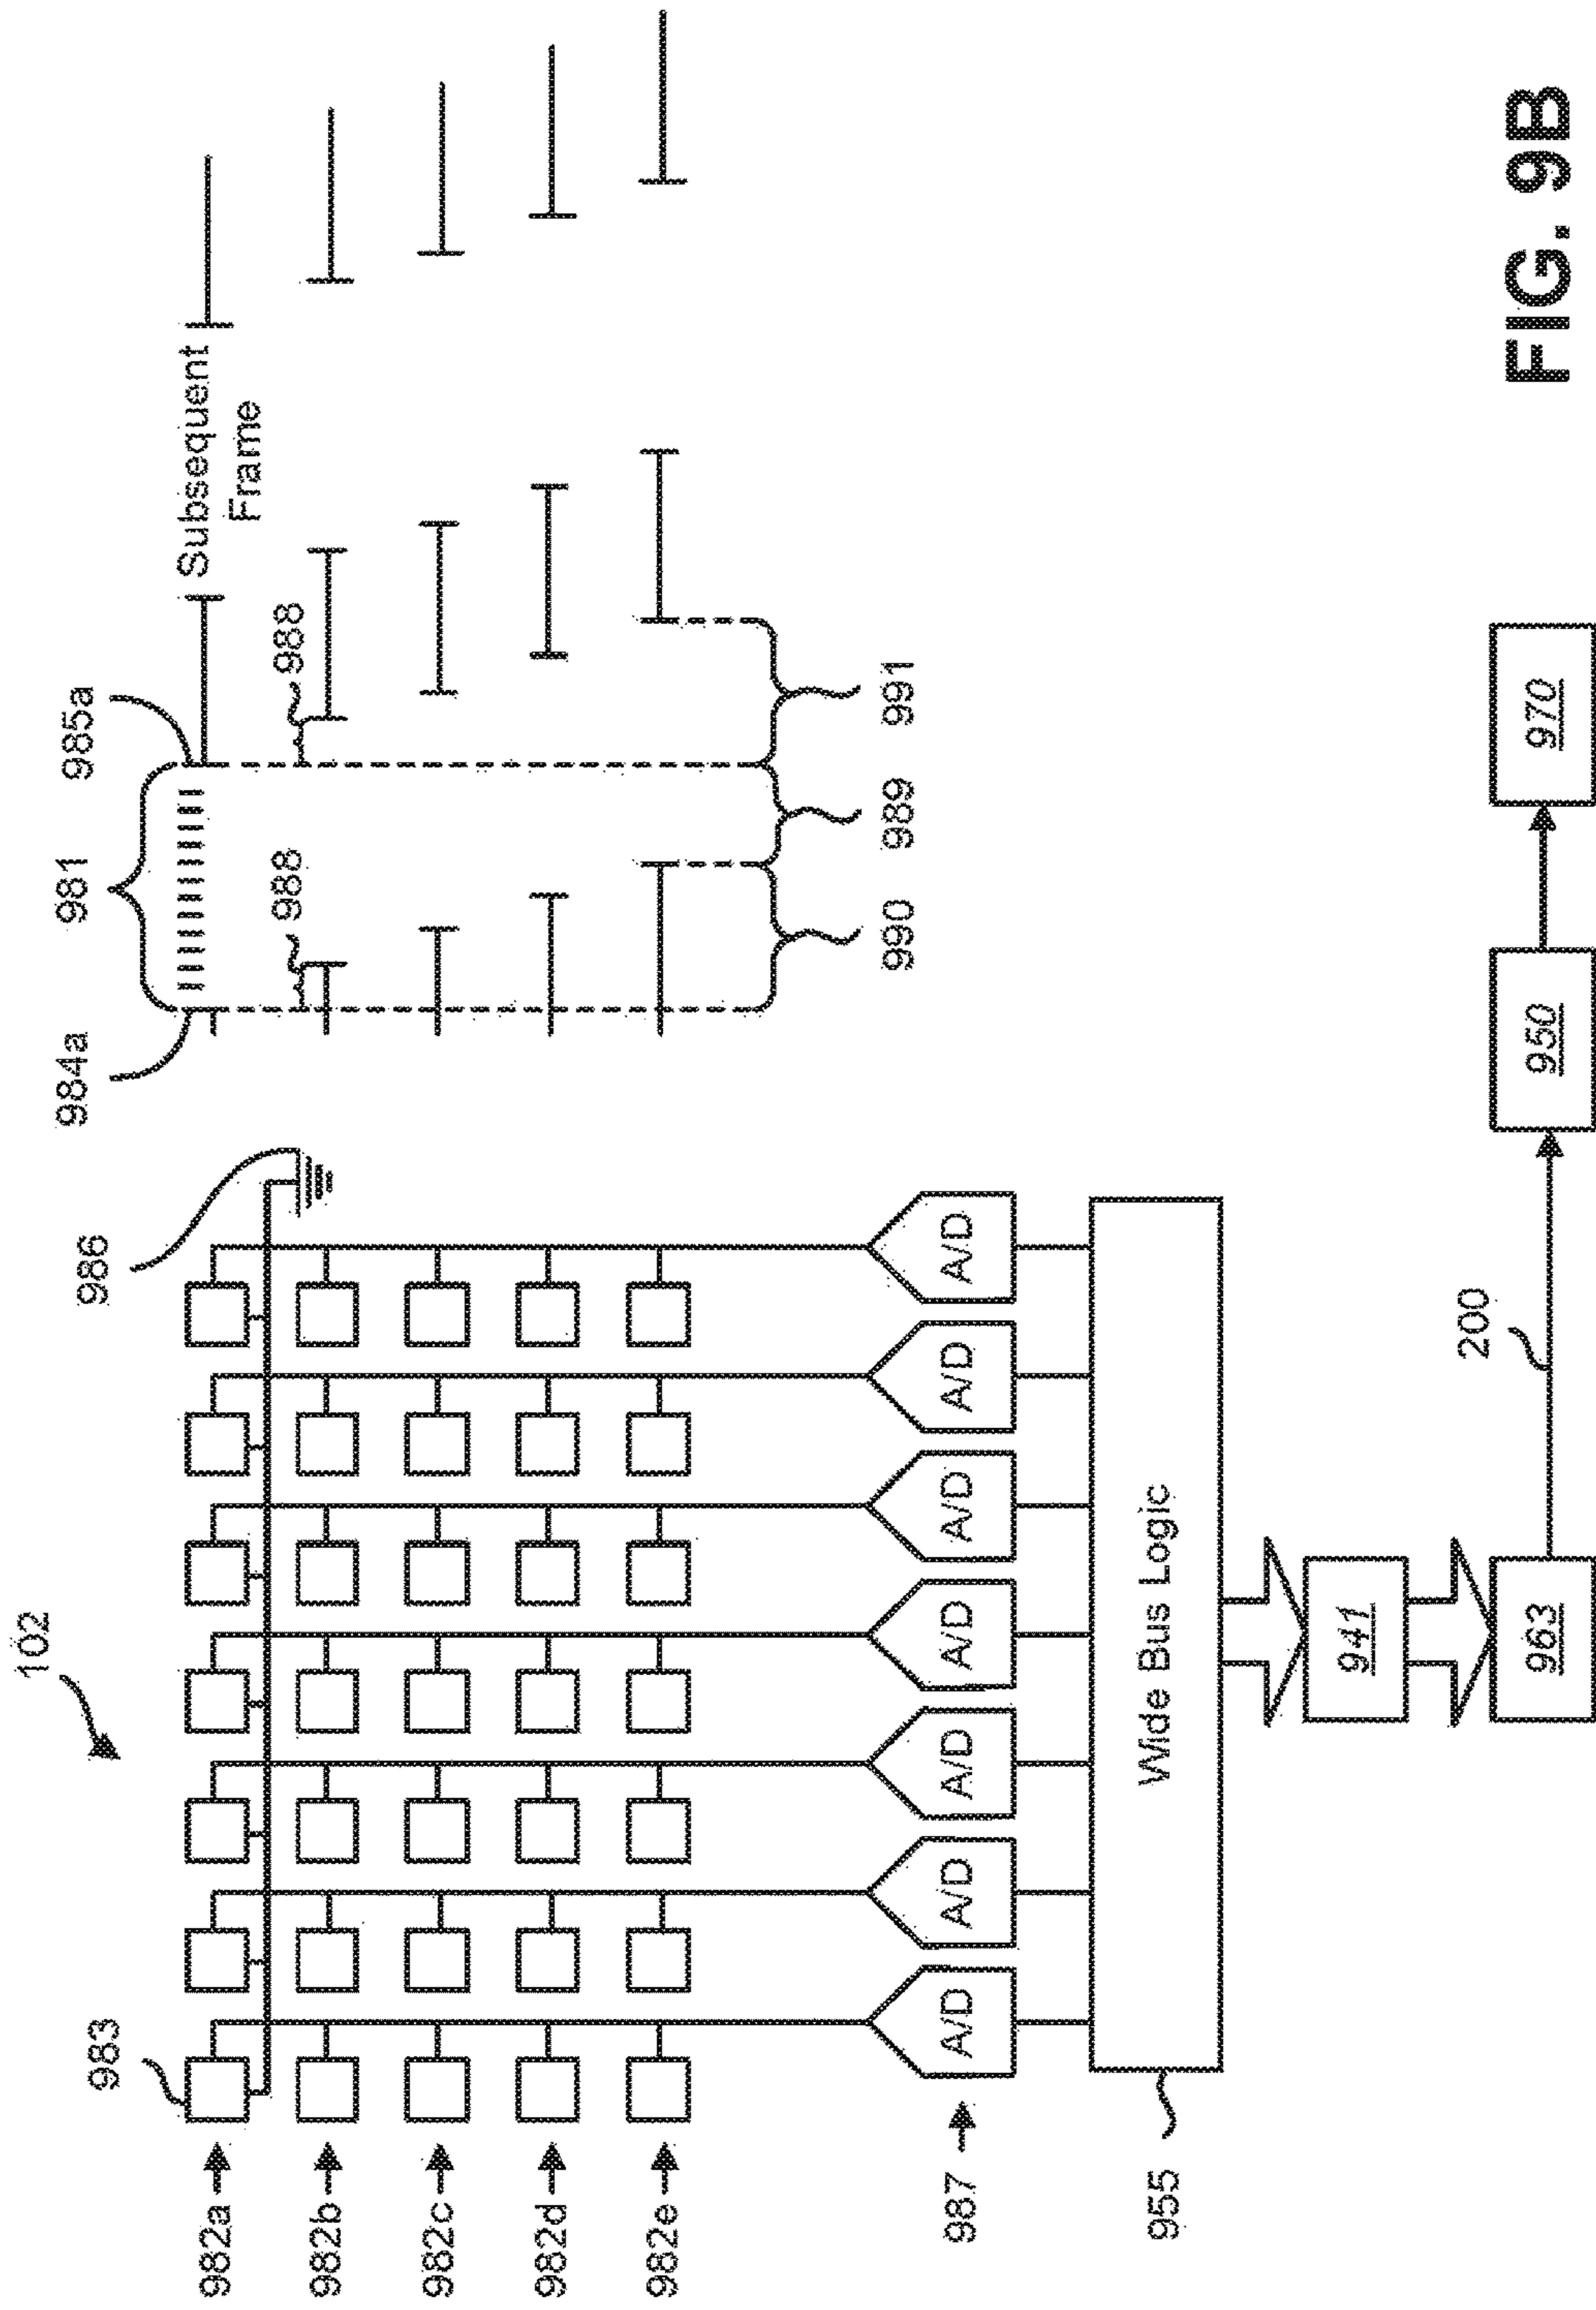 102
983
986
984a
981
985a
988
988
Subsequent
Frame
982a
982b
982c
982d
982e
990
989
991
987
A/D
A/D
A/D
A/D
A/D
A/D
A/D
955
Wide Bus Logic
941
963
200
950
970
FIG. 9B